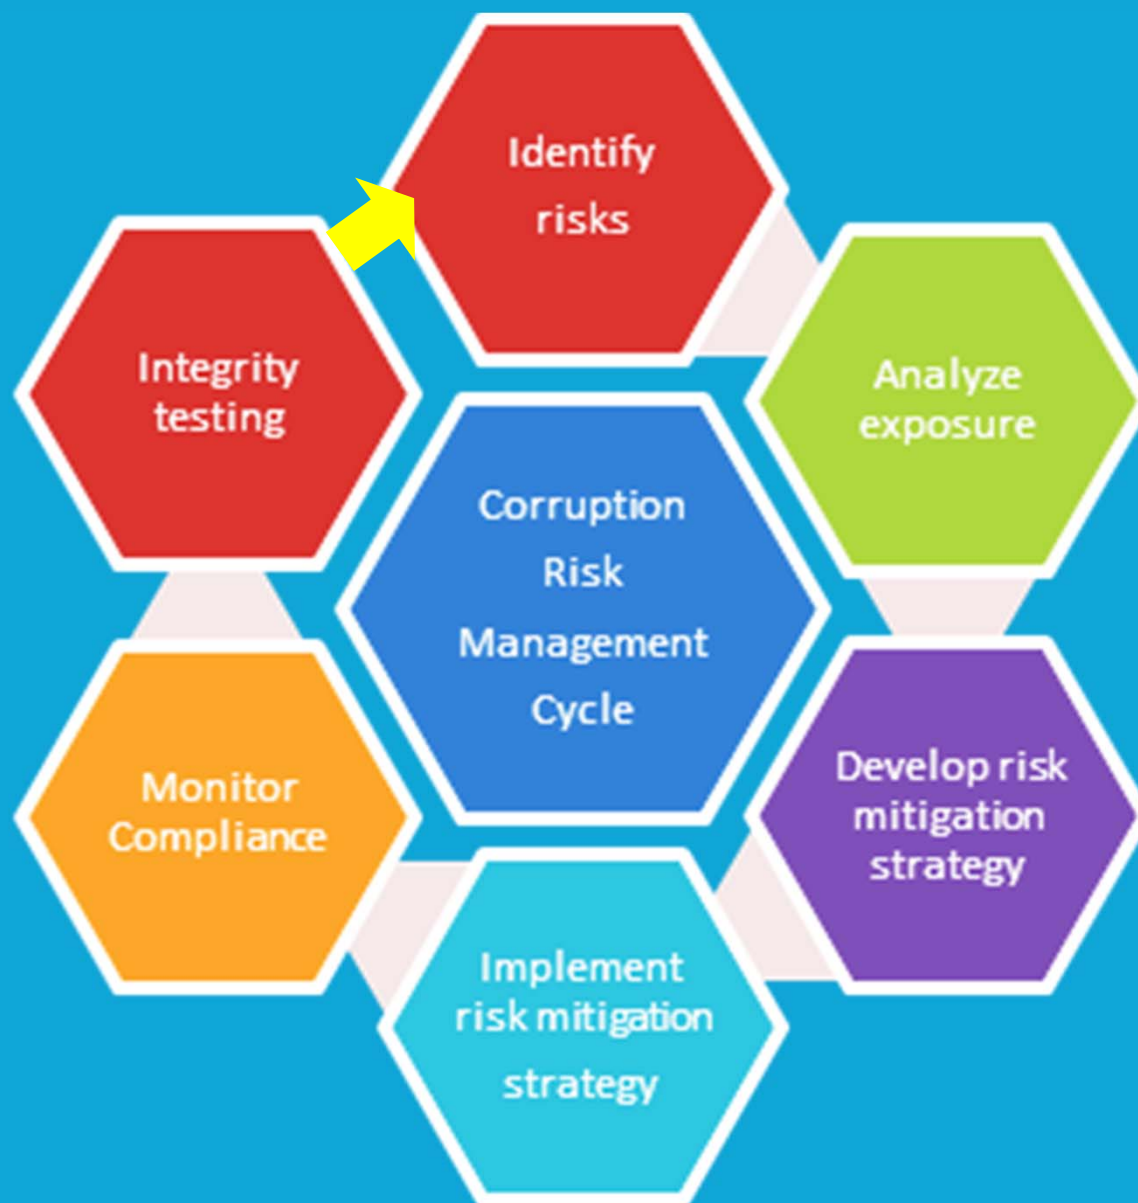 Identify
risks
Analyze
exposure
Develop risk
mitigation
strategy
Implement
risk mitigation
strategy
Monitor
Compliance
Integrity
testing
Corruption
Risk
Management
Cycle